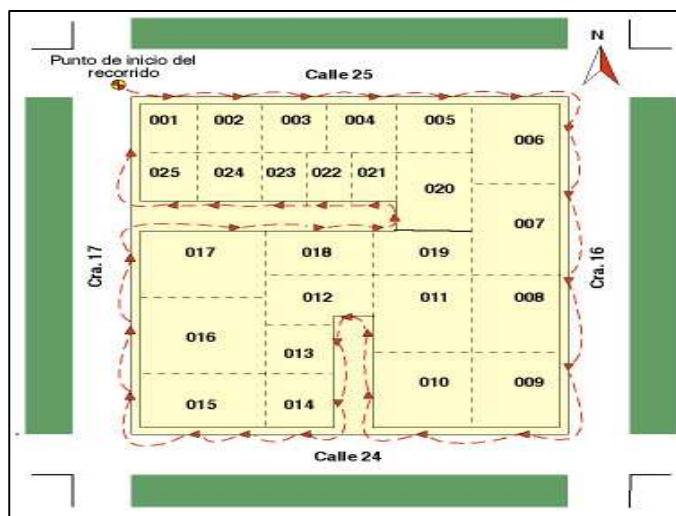 N
Punto de inicio del
recorrido
Calle 25
001 002 003 004 005
006
025 024 023 022 021
020
007
Cra. 17
Cra. 16
017 018 019
012 011 008
016
013
010 009
015 014
Calle 24